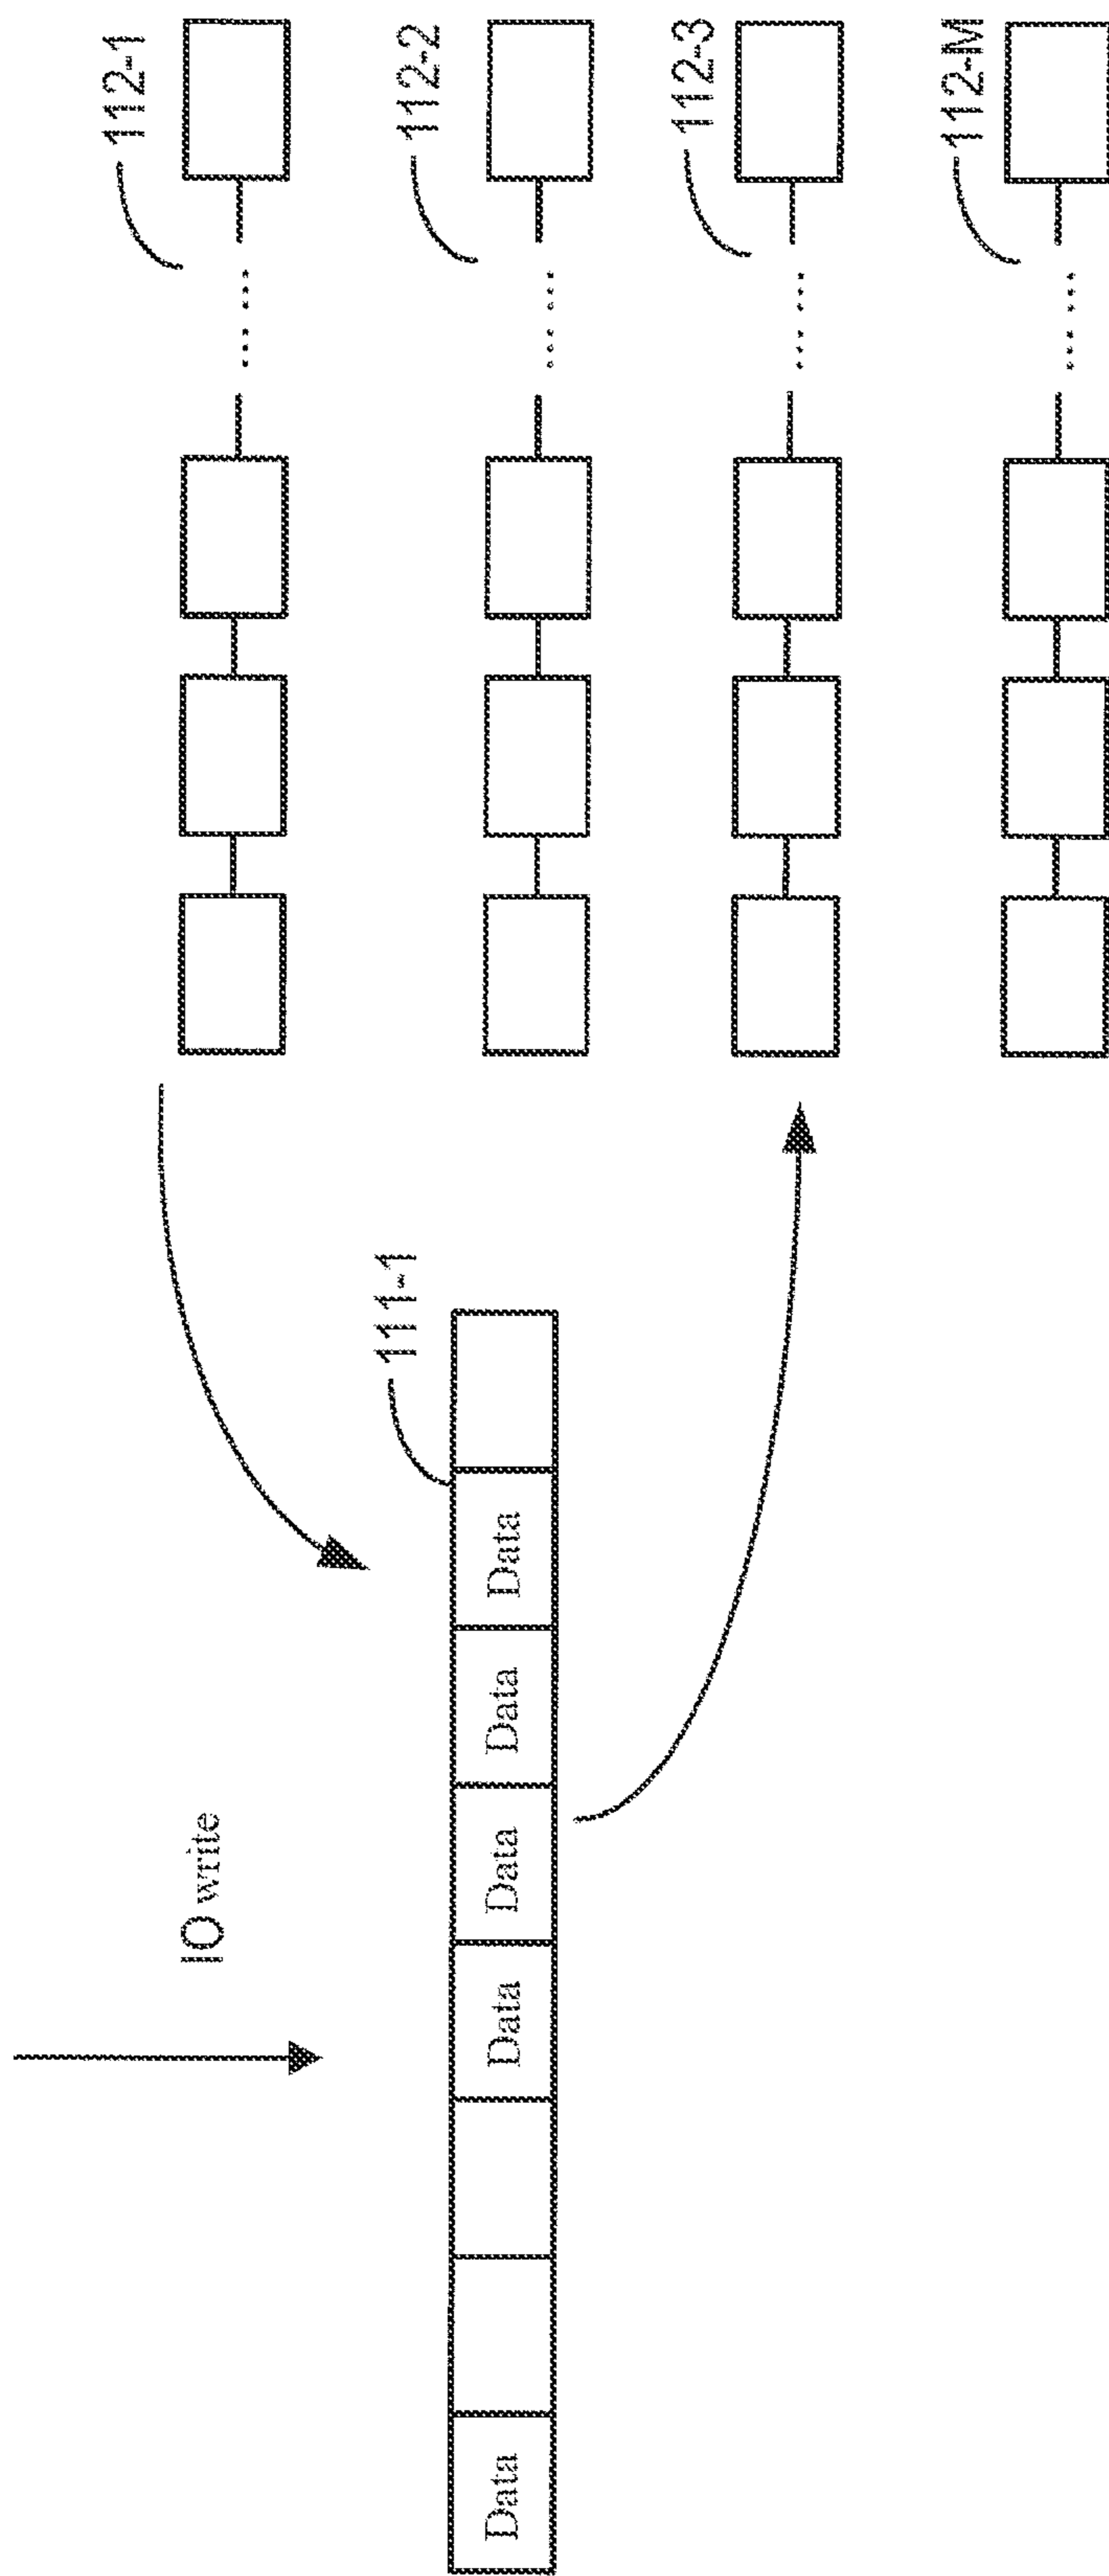 IO write
Data
Data
Data
Data
Data
111-1
112-1
......
112-2
......
112-3
......
112-M
......